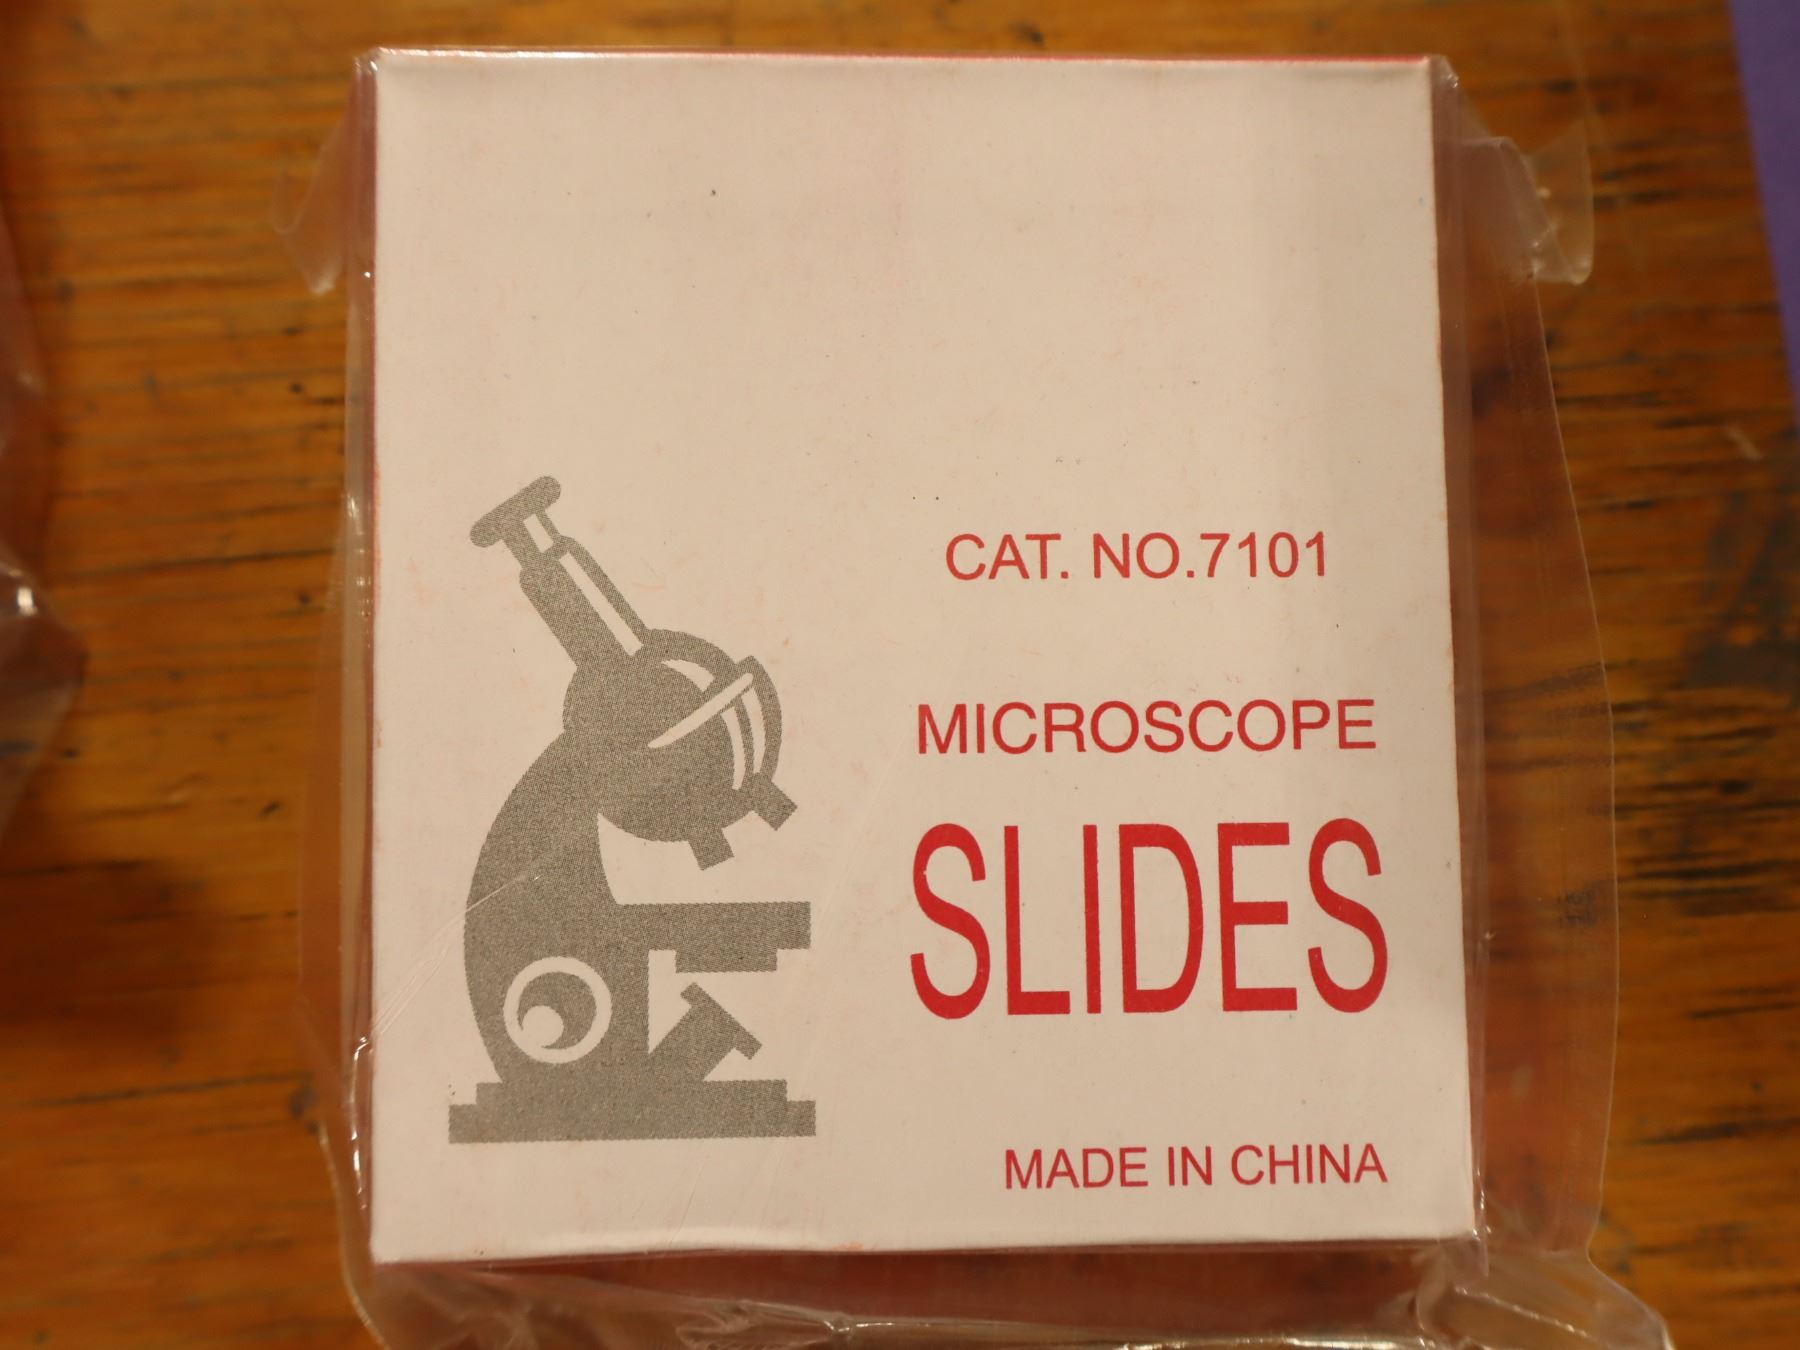 CAT. NO.7101
MICROSCOPE
SLIDES
MADE IN CHINA